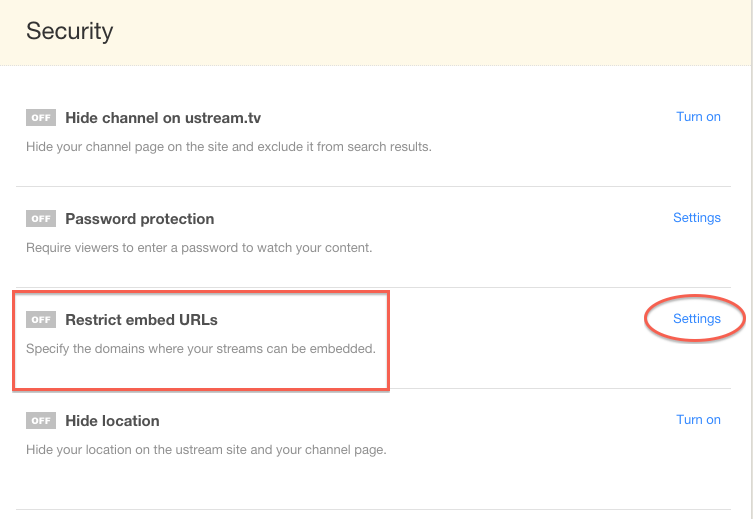 Security
OFF Hide channel on ustream.tv Turn on
Hide your channel page on the site and exclude it from search results.
OFF Password protection Settings
Require viewers to enter a password to watch your content.
OFF Restrict embed URLs Settings
Specify the domains where your streams can be embedded.
OFF Hide location Turn on
Hide your location on the ustream site and your channel page.